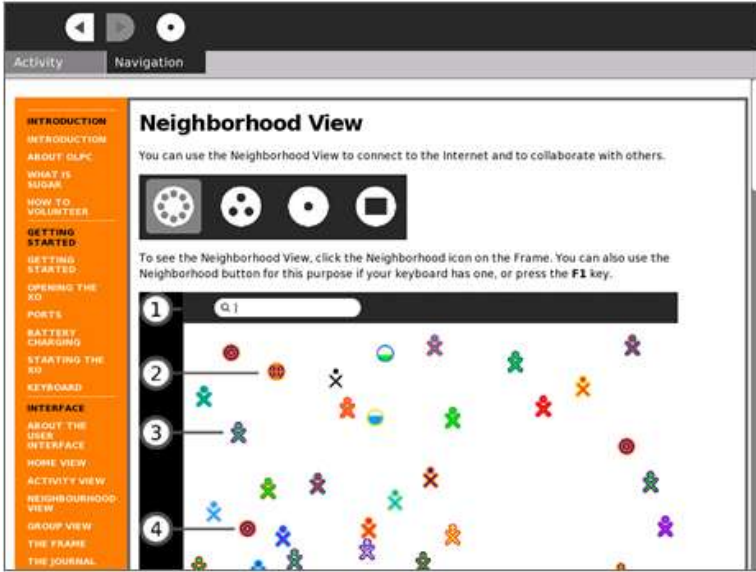 Activity
Navigation
INTRODUCTION
INTRODUCTION
ABOUT OLPC
WHAT IS
SUGAR
HOW TO
VOLUNTEER
GETTING
STARTED
GETTING
STARTED
OPENING THE
XO
PORTS
BATTERY
CHARGING
STARTING THE
XO
KEYBOARD
INTERFACE
ABOUT THE
USER
INTERFACE
HOME VIEW
ACTIVITY VIEW
NEIGHBOURHOOD
VIEW
GROUP VIEW
THE FRAME
THE JOURNAL
Neighborhood View
You can use the Neighborhood View to connect to the Internet and to collaborate with others.
To see the Neighborhood View, click the Neighborhood icon on the Frame. You can also use the
Neighborhood button for this purpose if your keyboard has one, or press the F1 key.
1
2
3
4